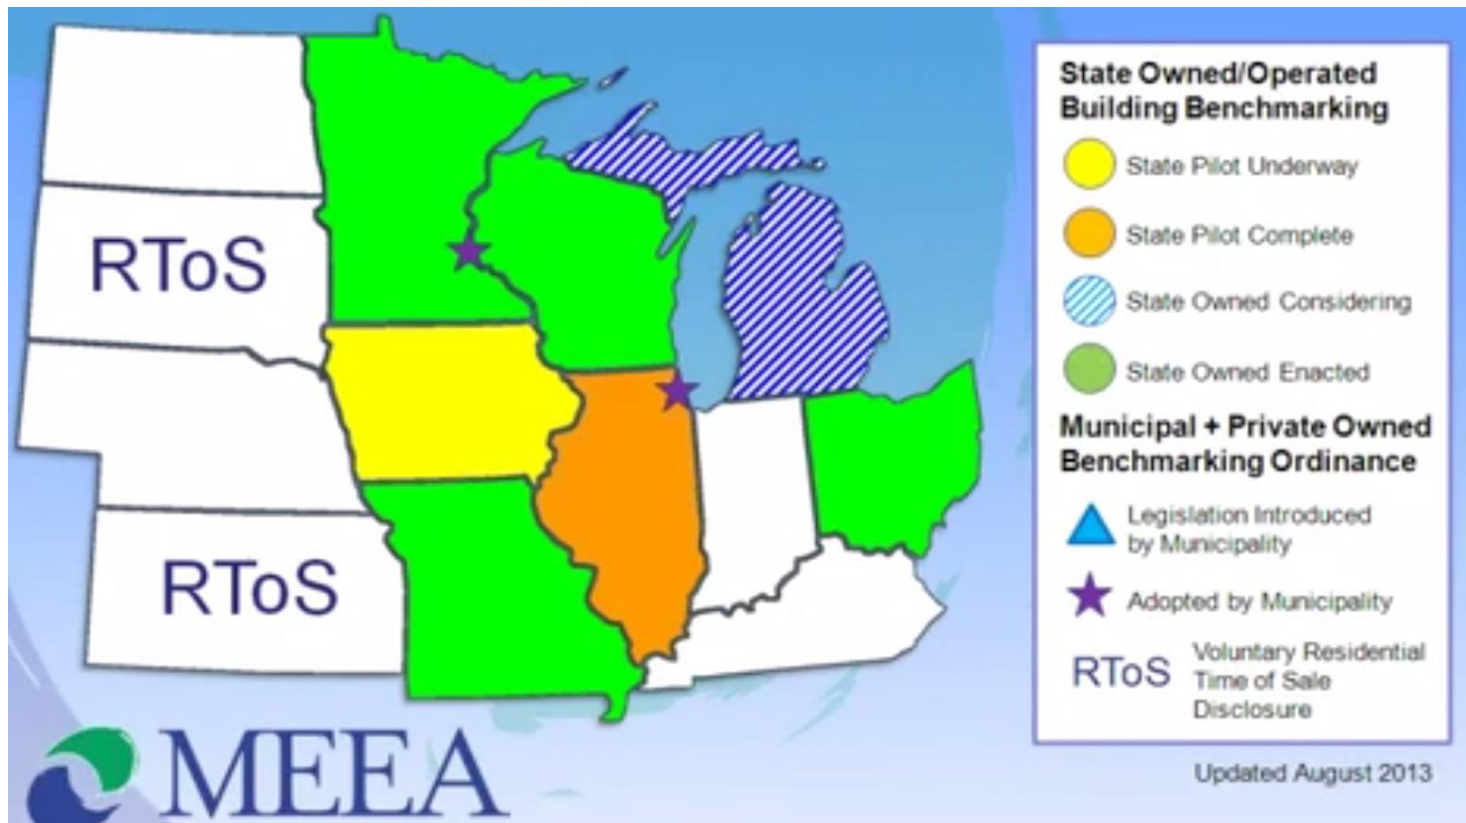 State Owned/Operated
Building Benchmarking
State Pilot Underway
State Pilot Complete
State Owned Considering
State Owned Enacted
Municipal + Private Owned
Benchmarking Ordinance
Legislation Introduced
by Municipality
Adopted by Municipality
RToS
Voluntary Residential
Time of Sale
Disclosure
Updated August 2013
RToS
RToS
MEEA